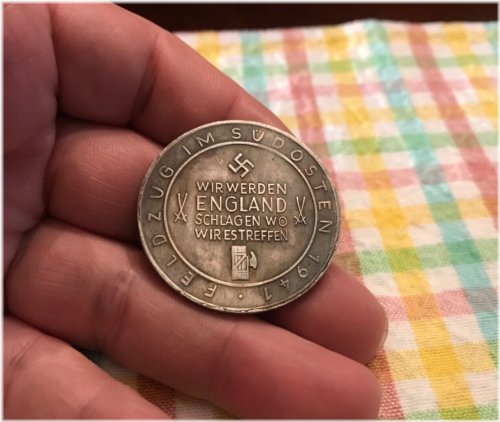 FELDZUG IM SÜDOSTEN 1941
WIR WERDEN
ENGLAND
SCHLAGEN WO
WIR ES TREFFEN